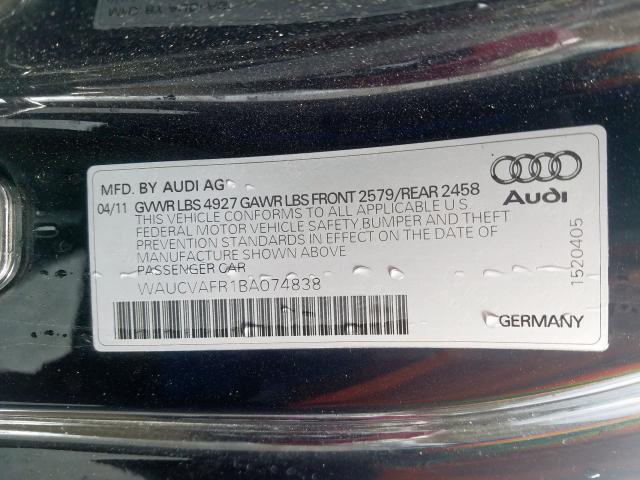 MFD. BY AUDI AG
04/11 GVWR LBS 4927 GAWR LBS FRONT 2579/REAR 2458
THIS VEHICLE CONFORMS TO ALL APPLICABLE U.S.
FEDERAL MOTOR VEHICLE SAFETY,BUMPER AND THEFT
PREVENTION STANDARDS IN EFFECT ON THE DATE OF
MANUFACTURE SHOWN ABOVE
PASSENGER CAR
WAUCVAFR1BA074838
Audi
1520405
GERMANY